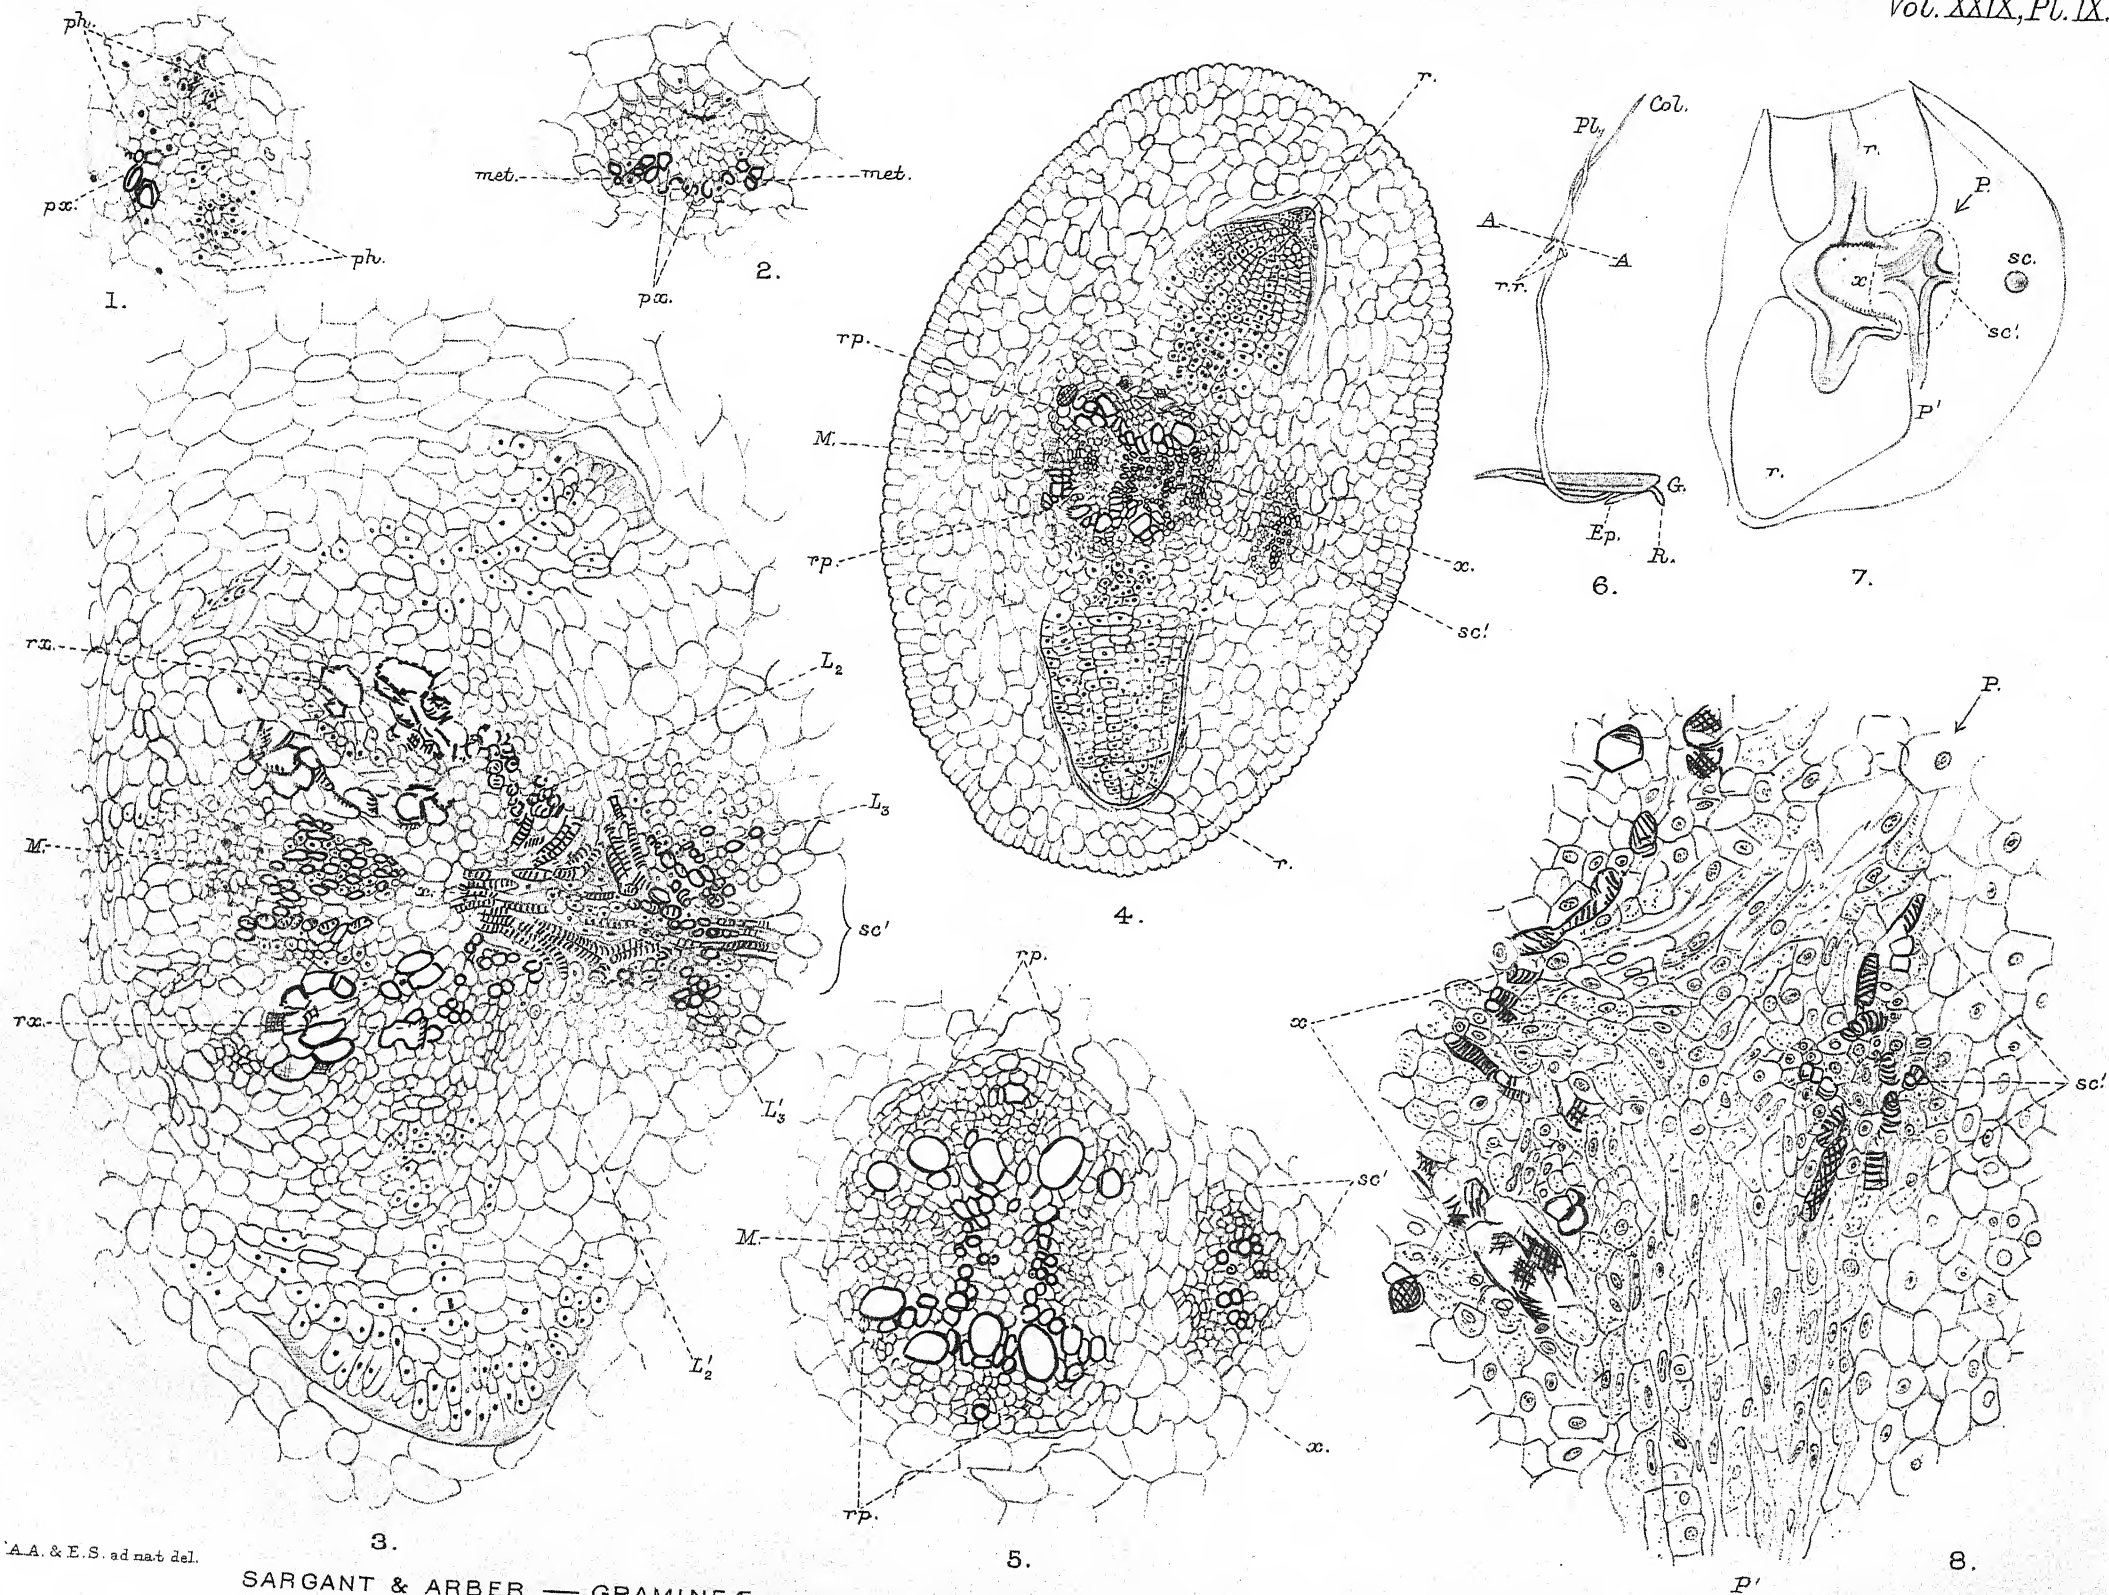 Vol. XXIX, Pl. IX.
ph.
px.
ph.
1.
met.
met.
px.
2.
rx.
L2
L3
M.
x.
sc'
rx.
L'3
L'2
3.
r.
rp.
M.
rp.
x.
sc'.
r.
4.
rp.
sc'
M.
x.
rp.
5.
Col.
Pl.
A
A
r.r.
G.
Ep.
R.
6.
r.
P.
sc.
x
sc'.
P'
r.
7.
P.
x
sc'.
P'
8.
A.A. & E.S. ad nat del.
SARGANT & ARBER — GRAMINEÆ